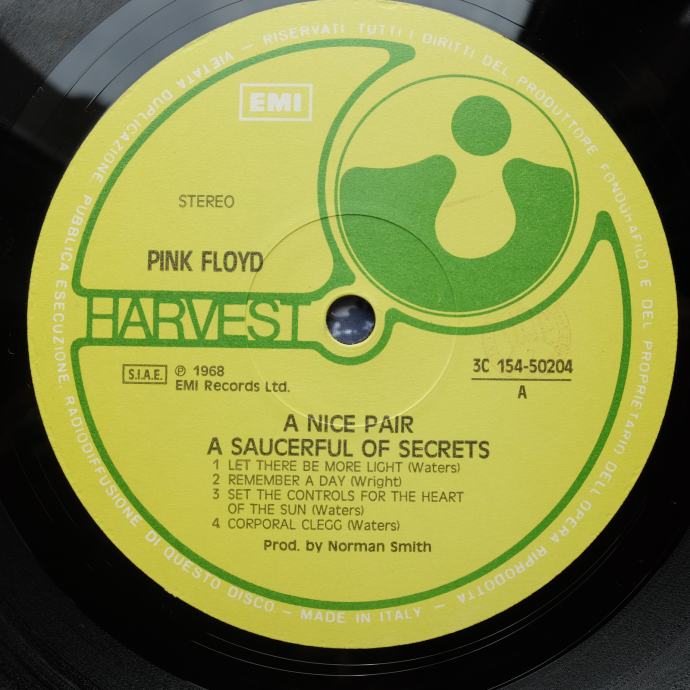 VIETATA DUPLICAZIONE PUBBLICA ESECUZIONE RADIODIFFUSIONE DI QUESTO DISCO – MADE IN ITALY – RISERVATI TUTTI I DIRITTI DEL PRODUTTORE FONOGRAFICO E DEL PROPRIETARIO DELL'OPERA RIPRODOTTA
EMI
STEREO
PINK FLOYD
HARVEST
S.I.A.E.
℗ 1968
EMI Records Ltd.
3C 154-50204
A
A NICE PAIR
A SAUCERFUL OF SECRETS
1 LET THERE BE MORE LIGHT (Waters)
2 REMEMBER A DAY (Wright)
3 SET THE CONTROLS FOR THE HEART
OF THE SUN (Waters)
4 CORPORAL CLEGG (Waters)
Prod. by Norman Smith